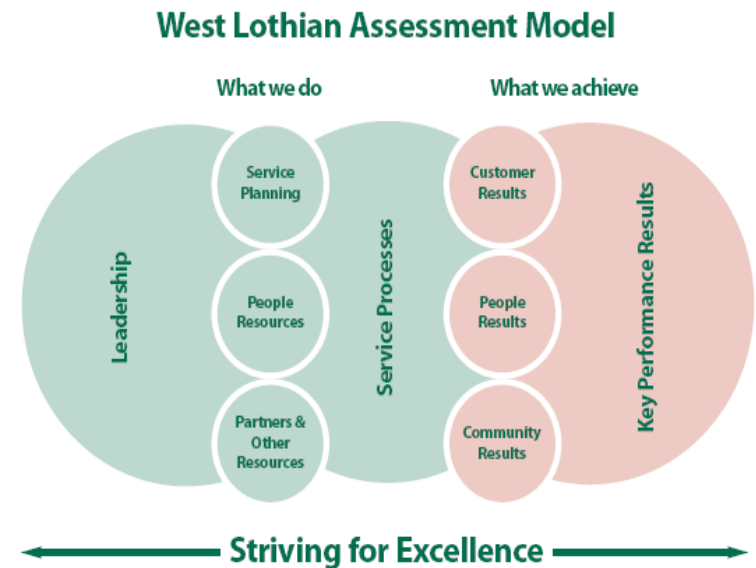 West Lothian Assessment Model
What we do
What we achieve
Leadership
Service
Planning
People
Resources
Partners &
Other
Resources
Service Processes
Customer
Results
People
Results
Community
Results
Key Performance Results
Striving for Excellence